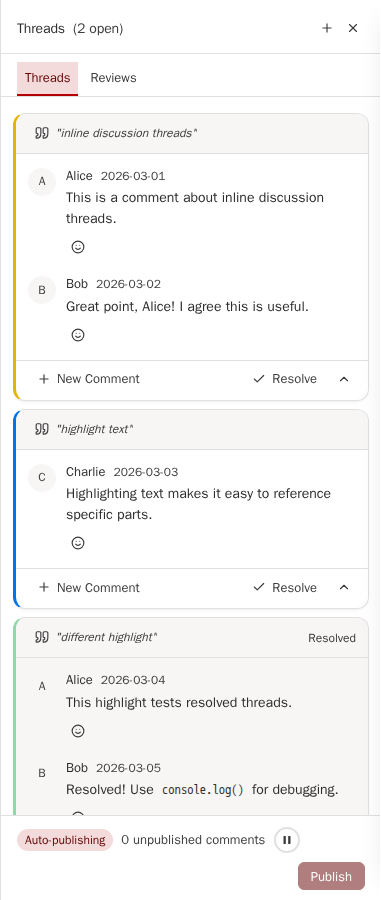 Threads (2 open)
Threads Reviews
"inline discussion threads"
A Alice 2026-03-01
This is a comment about inline discussion
threads.
B Bob 2026-03-02
Great point, Alice! I agree this is useful.
New Comment Resolve
"highlight text"
C Charlie 2026-03-03
Highlighting text makes it easy to reference
specific parts.
New Comment Resolve
"different highlight" Resolved
A Alice 2026-03-04
This highlight tests resolved threads.
B Bob 2026-03-05
Resolved! Use console.log() for debugging.
Auto-publishing 0 unpublished comments
Publish